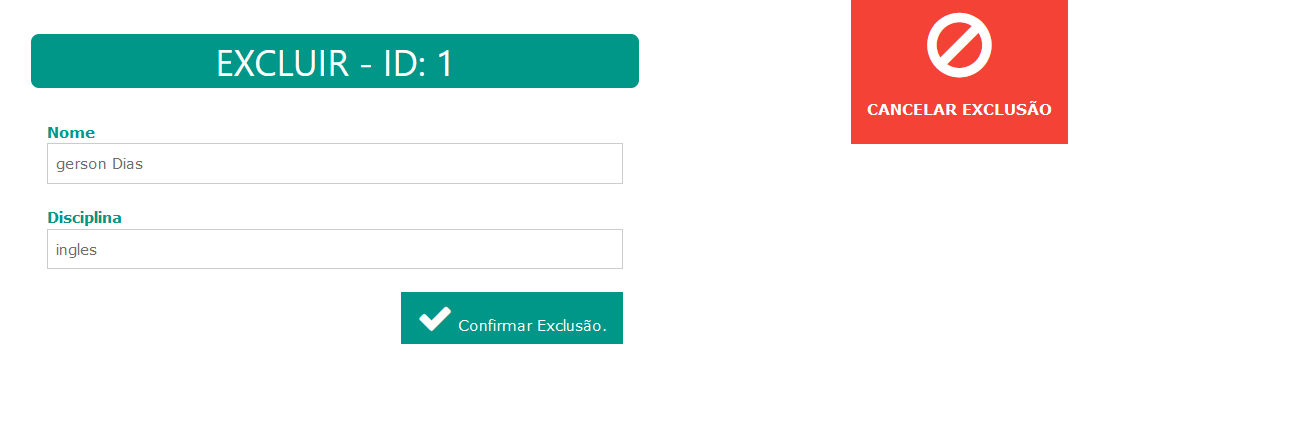 EXCLUIR - ID: 1
Nome
gerson Dias
Disciplina
ingles
Confirmar Exclusão.
CANCELAR EXCLUSÃO